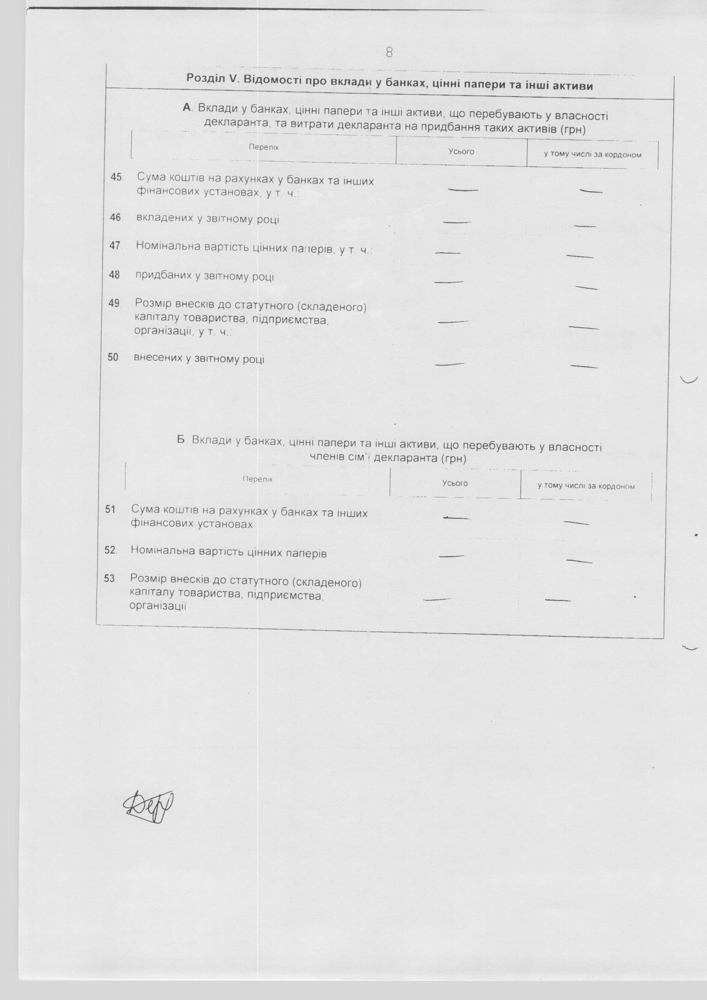 8
Розділ V. Відомості про вклади у банках, цінні папери та інші активи
А. Вклади у банках, цінні папери та інші активи, що перебувають у власності
декларанта, та витрати декларанта на придбання таких активів (грн)
Перелік Усього у тому числі за кордоном
45. Сума коштів на рахунках у банках та інших
фінансових установах, у т. ч.: — —
46. вкладених у звітному році — —
47 Номінальна вартість цінних паперів, у т. ч.: — —
48 придбаних у звітному році — —
49 Розмір внесків до статутного (складеного)
капіталу товариства, підприємства, — —
організації, у т. ч.:
50 внесених у звітному році — —
Б. Вклади у банках, цінні папери та інші активи, що перебувають у власності
членів сім'ї декларанта (грн)
Перелік Усього у тому числі за кордоном
51 Сума коштів на рахунках у банках та інших — —
фінансових установах
52. Номінальна вартість цінних паперів — —
53 Розмір внесків до статутного (складеного)
капіталу товариства, підприємства, — —
організації